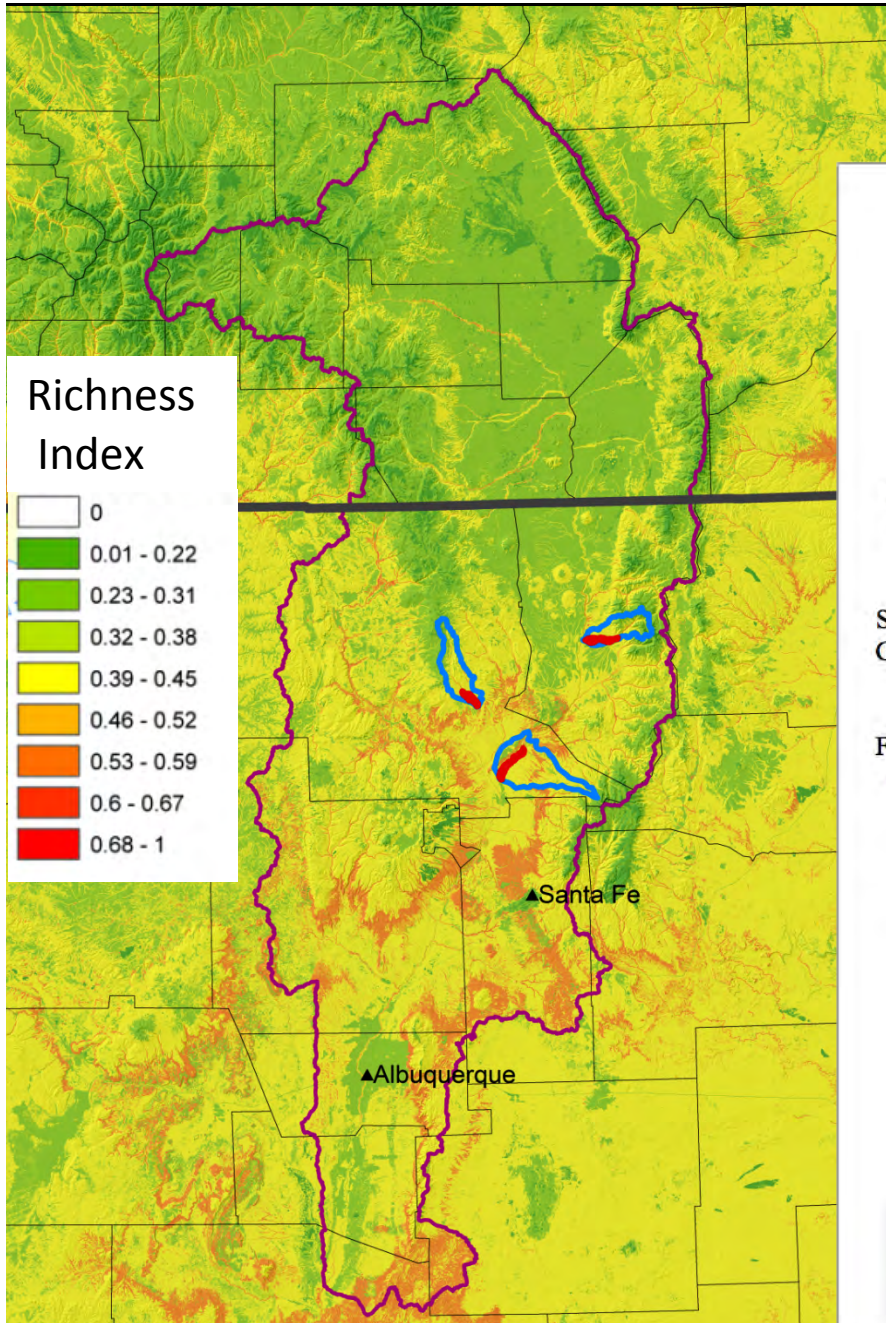 Richness
Index
0
0.01 - 0.22
0.23 - 0.31
0.32 - 0.38
0.39 - 0.45
0.46 - 0.52
0.53 - 0.59
0.6 - 0.67
0.68 - 1
S
C
F
Santa Fe
Albuquerque